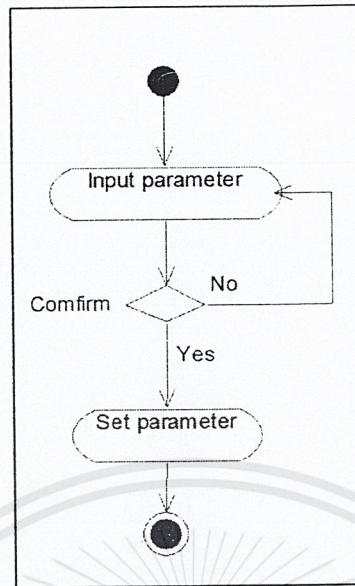 Input parameter
No
Comfirm
Yes
Set parameter